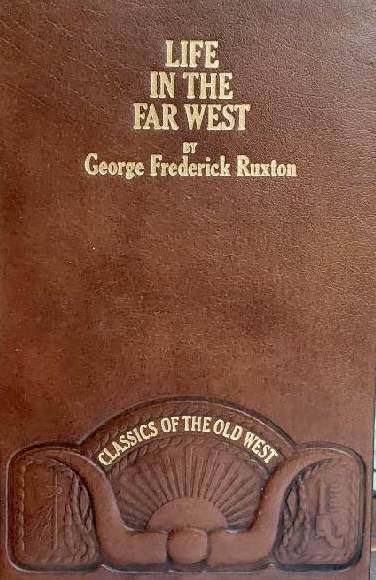 LIFE
IN THE
FAR WEST
BY
George Frederick Ruxton
CLASSICS OF THE OLD WEST